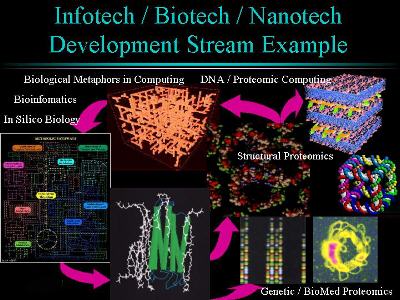 Infotech / Biotech / Nanotech
Development Stream Example
Biological Metaphors in Computing
DNA / Proteomic Computing
Bioinfomatics
In Silico Biology
Structural Proteomics
Genetic / BioMed Proteomics